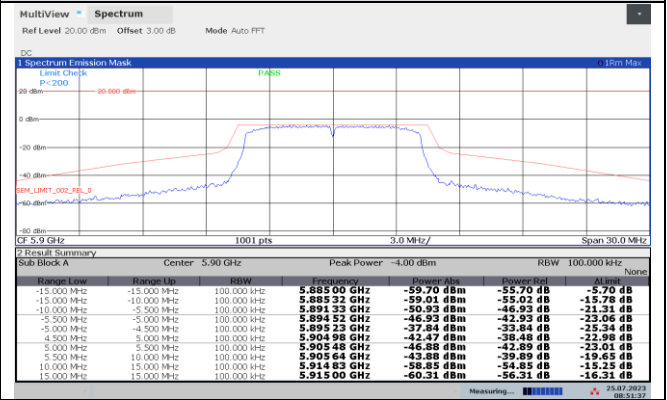 MultiView Spectrum
Ref Level 20.00 dBm Offset 3.00 dB Mode Auto FFT
DC
1 Spectrum Emission Mask 1Rm Max
Limit Check PASS
P<200
20 dBm 20.000 dBm
0 dBm
-20 dBm
-40 dBm
SEM_LIMIT_002_REL_0
-60 dBm
-80 dBm
CF 5.9 GHz 1001 pts 3.0 MHz/ Span 30.0 MHz
2 Result Summary
Sub Block A Center 5.90 GHz Peak Power -4.00 dBm RBW 100.000 kHz
None
Range Low Range Up RBW Frequency Power Abs Power Rel ΔLimit
-15.000 MHz -15.000 MHz 100.000 kHz 5.885 00 GHz -59.70 dBm -55.70 dB -5.70 dB
-15.000 MHz -10.000 MHz 100.000 kHz 5.885 32 GHz -59.01 dBm -55.02 dB -15.78 dB
-10.000 MHz -5.500 MHz 100.000 kHz 5.891 33 GHz -50.93 dBm -46.93 dB -21.31 dB
-5.500 MHz -5.000 MHz 100.000 kHz 5.894 52 GHz -46.93 dBm -42.93 dB -23.06 dB
-5.000 MHz -4.500 MHz 100.000 kHz 5.895 23 GHz -37.84 dBm -33.84 dB -25.34 dB
4.500 MHz 5.000 MHz 100.000 kHz 5.904 98 GHz -42.47 dBm -38.48 dB -22.98 dB
5.000 MHz 5.500 MHz 100.000 kHz 5.905 48 GHz -46.88 dBm -42.89 dB -23.01 dB
5.500 MHz 10.000 MHz 100.000 kHz 5.905 64 GHz -43.88 dBm -39.89 dB -19.65 dB
10.000 MHz 15.000 MHz 100.000 kHz 5.914 83 GHz -58.85 dBm -54.85 dB -15.25 dB
15.000 MHz 15.000 MHz 100.000 kHz 5.915 00 GHz -60.31 dBm -56.31 dB -16.31 dB
Measuring... 25.07.2023
08:51:37